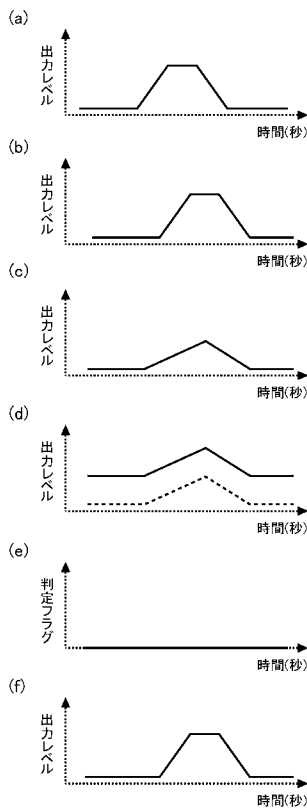 (a)
出力レベル
時間(秒)
(b)
出力レベル
時間(秒)
(c)
出力レベル
時間(秒)
(d)
出力レベル
時間(秒)
(e)
判定フラグ
時間(秒)
(f)
出力レベル
時間(秒)